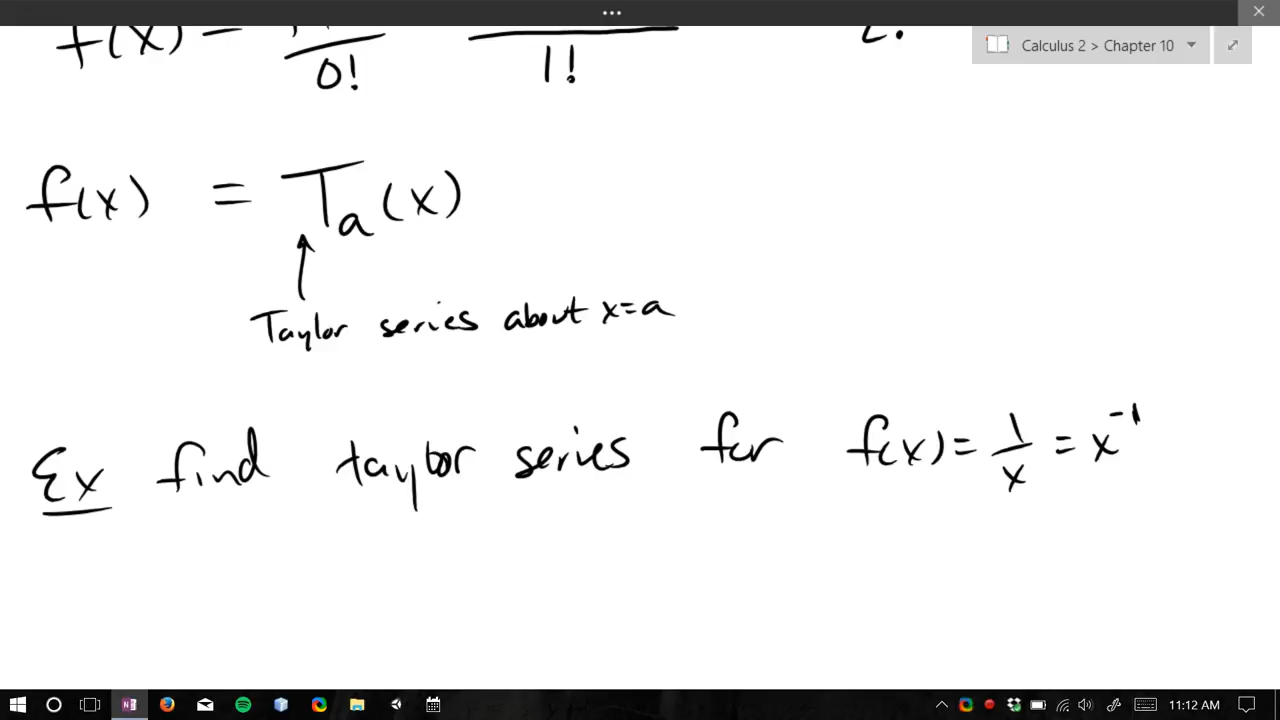 Calculus 2 > Chapter 10
f(x) =
0!
1!
2!
f(x) = Tₐ(x)
Taylor series about x=a
Ex find taylor series for f(x) = 1/x = x⁻¹
11:12 AM